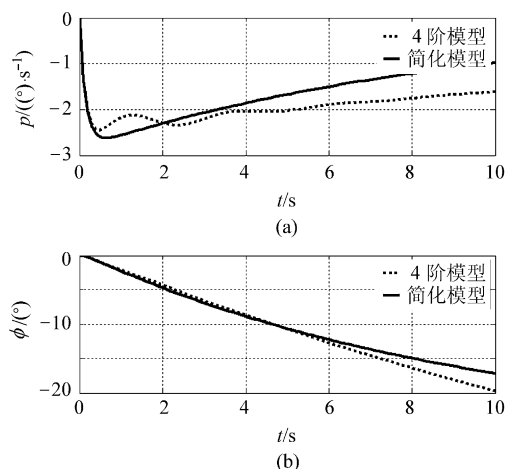 0
−1
−2
−3
p/((°)·s⁻¹)
4 阶模型
简化模型
0 2 4 6 8 10
t/s
(a)
0
−10
−20
ϕ/(°)
4 阶模型
简化模型
0 2 4 6 8 10
t/s
(b)